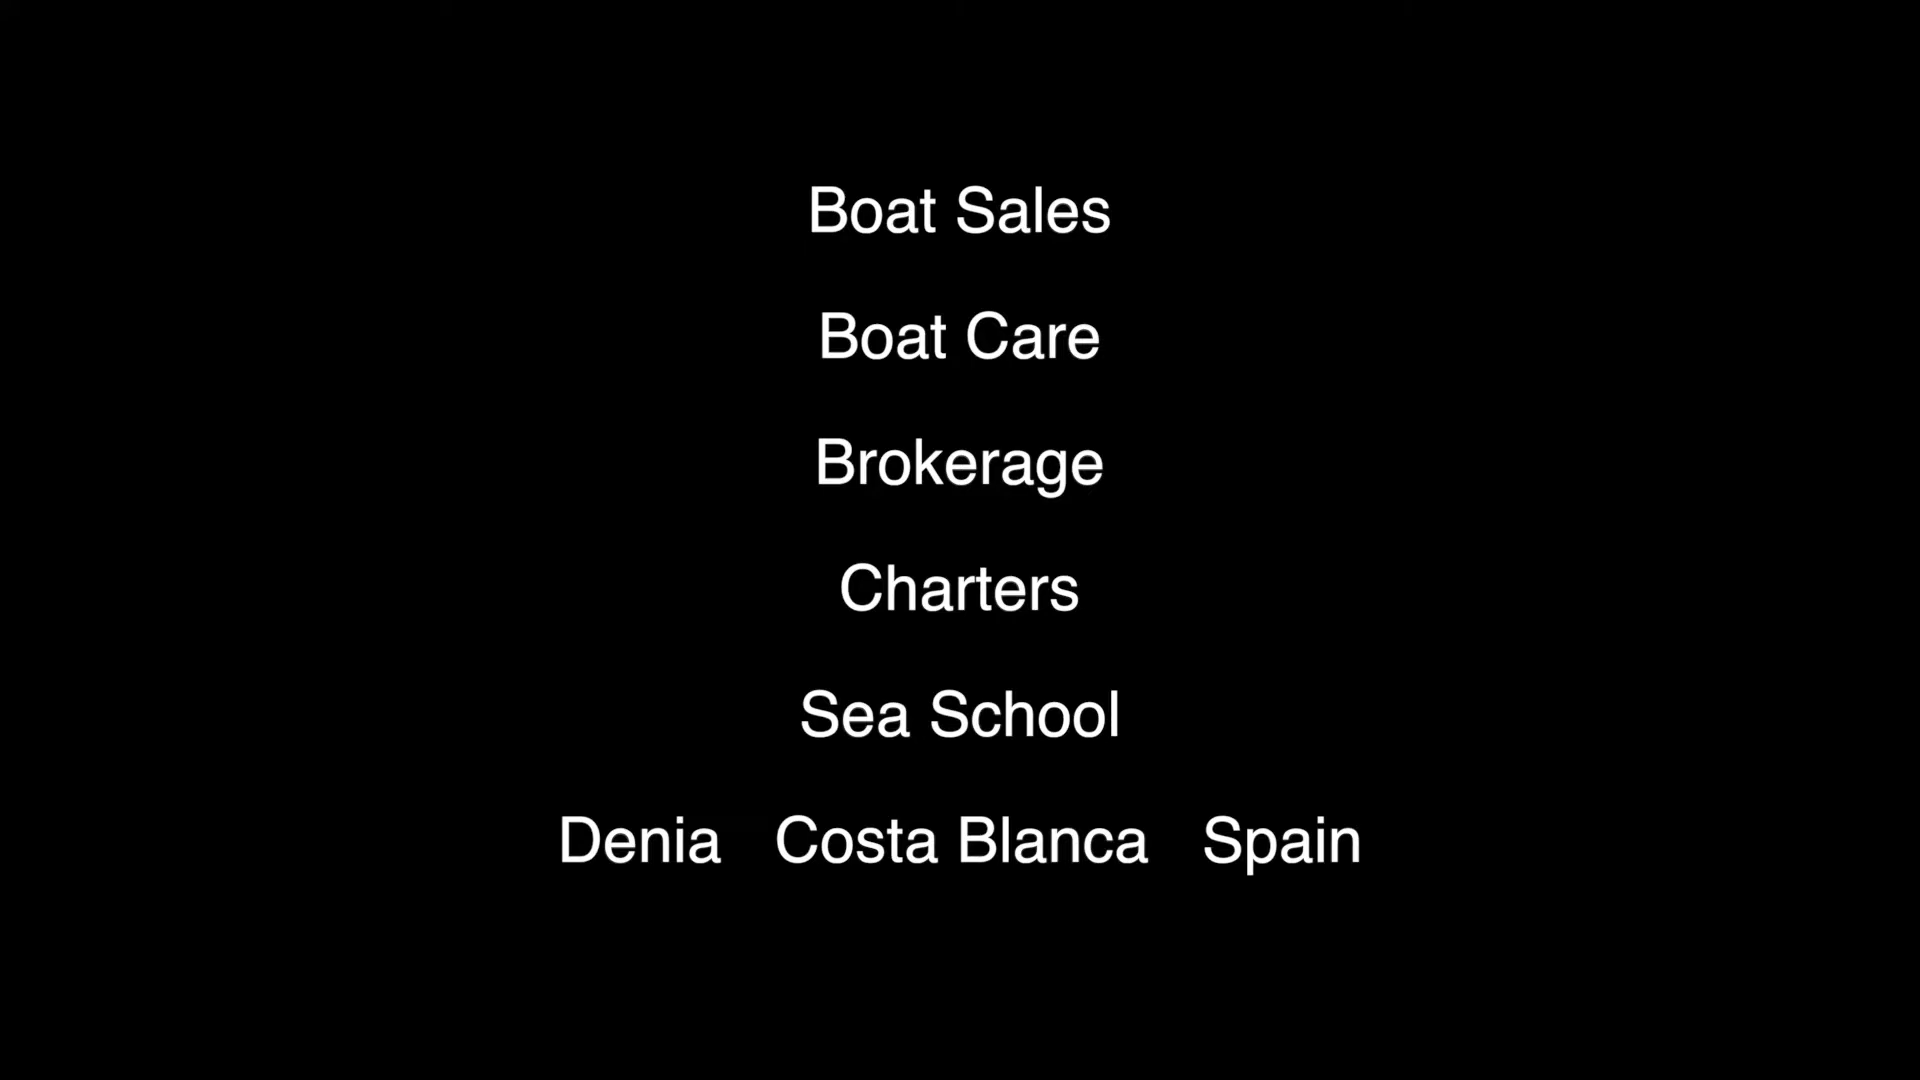 Boat Sales
Boat Care
Brokerage
Charters
Sea School
Denia Costa Blanca Spain